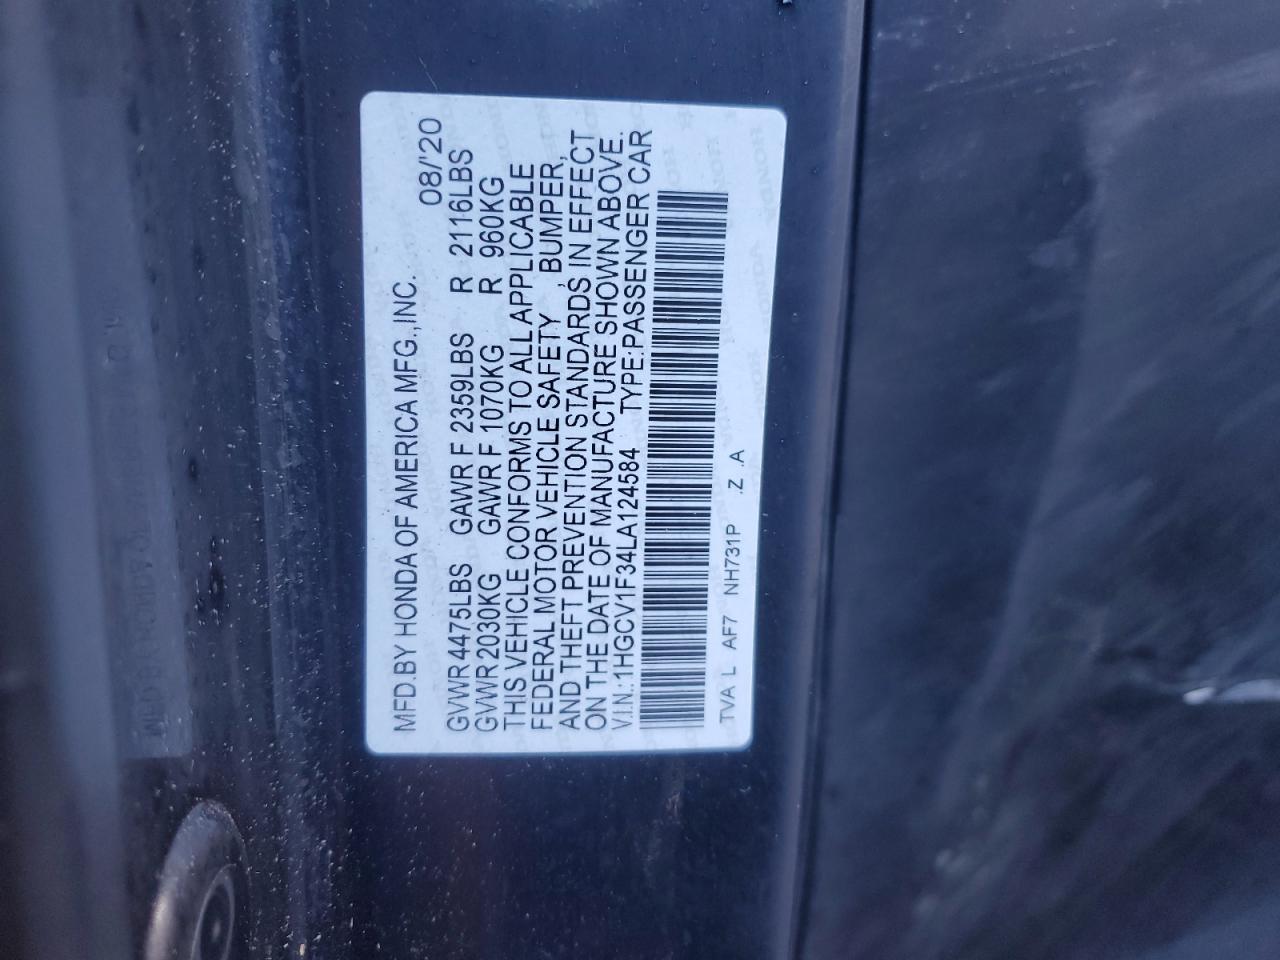 MFD.BY HONDA OF AMERICA MFG.,INC. 08/'20
GVWR 4475LBS GAWR F 2359LBS R 2116LBS
GVWR 2030KG GAWR F 1070KG R 960KG
THIS VEHICLE CONFORMS TO ALL APPLICABLE
FEDERAL MOTOR VEHICLE SAFETY , BUMPER,
AND THEFT PREVENTION STANDARDS IN EFFECT
ON THE DATE OF MANUFACTURE SHOWN ABOVE.
V.I.N.:1HGCV1F34LA124584 TYPE:PASSENGER CAR
TVA L AF7 NH731P .Z .A